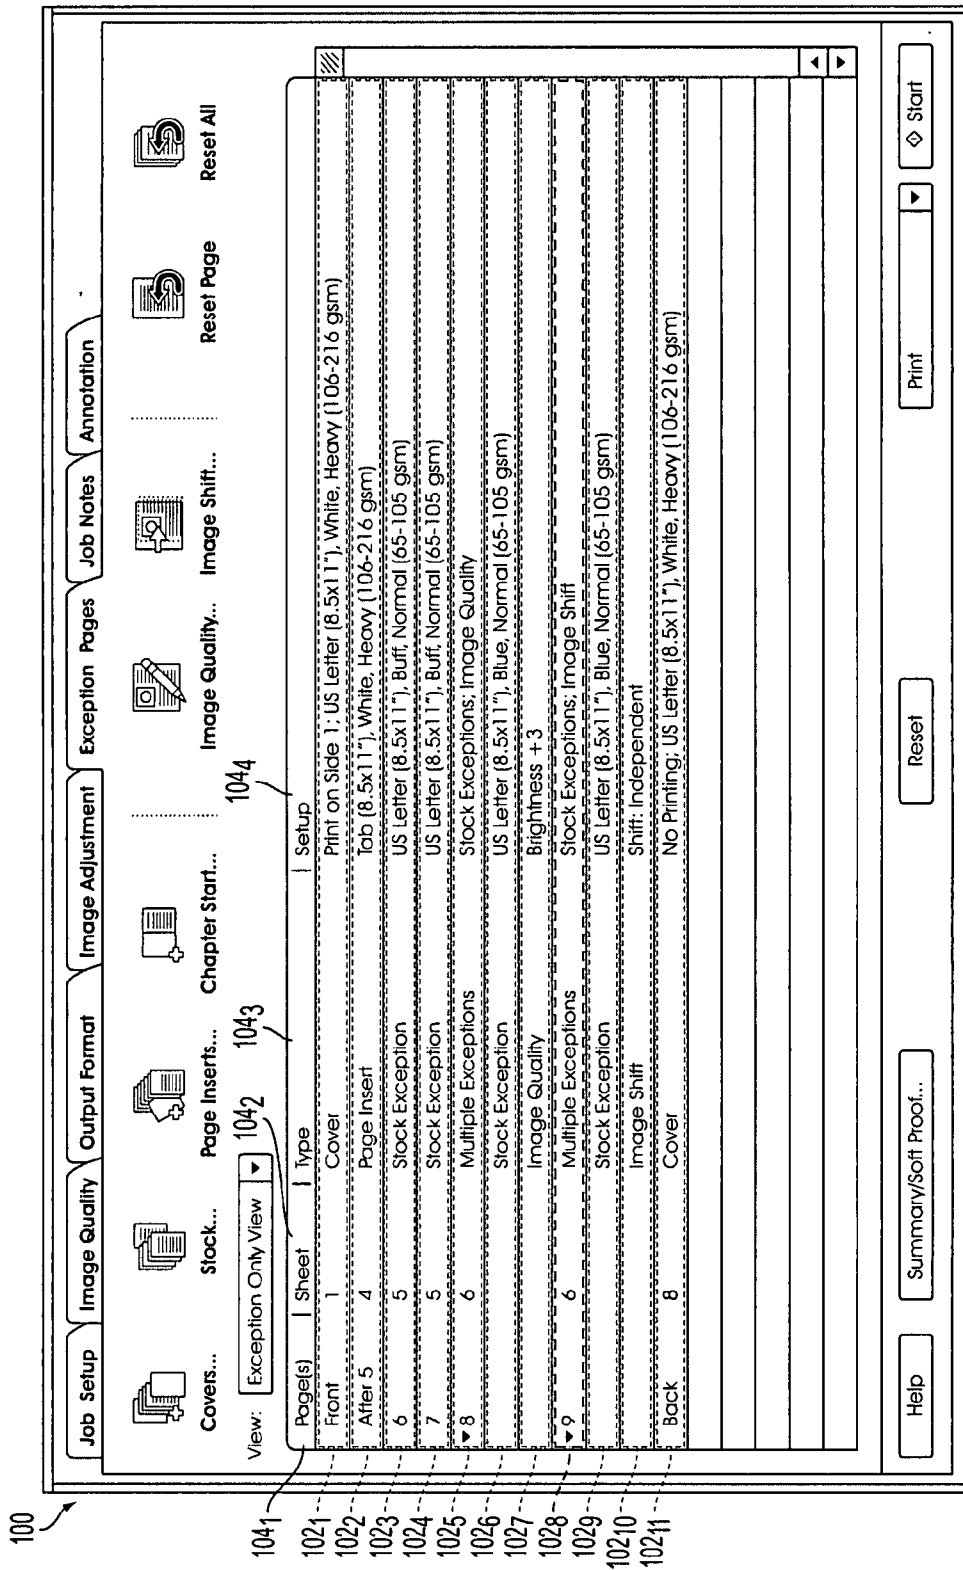 100
Job Setup Image Quality Output Format Image Adjustment Exception Pages Job Notes Annotation
Covers... Stock... Page Inserts... Chapter Start... Image Quality... Image Shift... Reset Page Reset All
View: Exception Only View
104₁ 104₂ 104₃ 104₄
Page(s) | Sheet | Type | Setup
102₁ Front 1 Cover Print on Side 1; US Letter (8.5x11"), White, Heavy (106-216 gsm)
102₂ After 5 4 Page Insert Tab (8.5x11"), White, Heavy (106-216 gsm)
102₃ 6 5 Stock Exception US Letter (8.5x11"), Buff, Normal (65-105 gsm)
102₄ 7 5 Stock Exception US Letter (8.5x11"), Buff, Normal (65-105 gsm)
102₅ ▾8 6 Multiple Exceptions Stock Exceptions; Image Quality
102₆ Stock Exception US Letter (8.5x11"), Blue, Normal (65-105 gsm)
102₇ Image Quality Brightness +3
102₈ ▾9 6 Multiple Exceptions Stock Exceptions; Image Shift
102₉ Stock Exception US Letter (8.5x11"), Blue, Normal (65-105 gsm)
102₁₀ Image Shift Shift: Independent
102₁₁ Back 8 Cover No Printing; US Letter (8.5x11"), White, Heavy (106-216 gsm)
Help Summary/Soft Proof... Reset Print Start